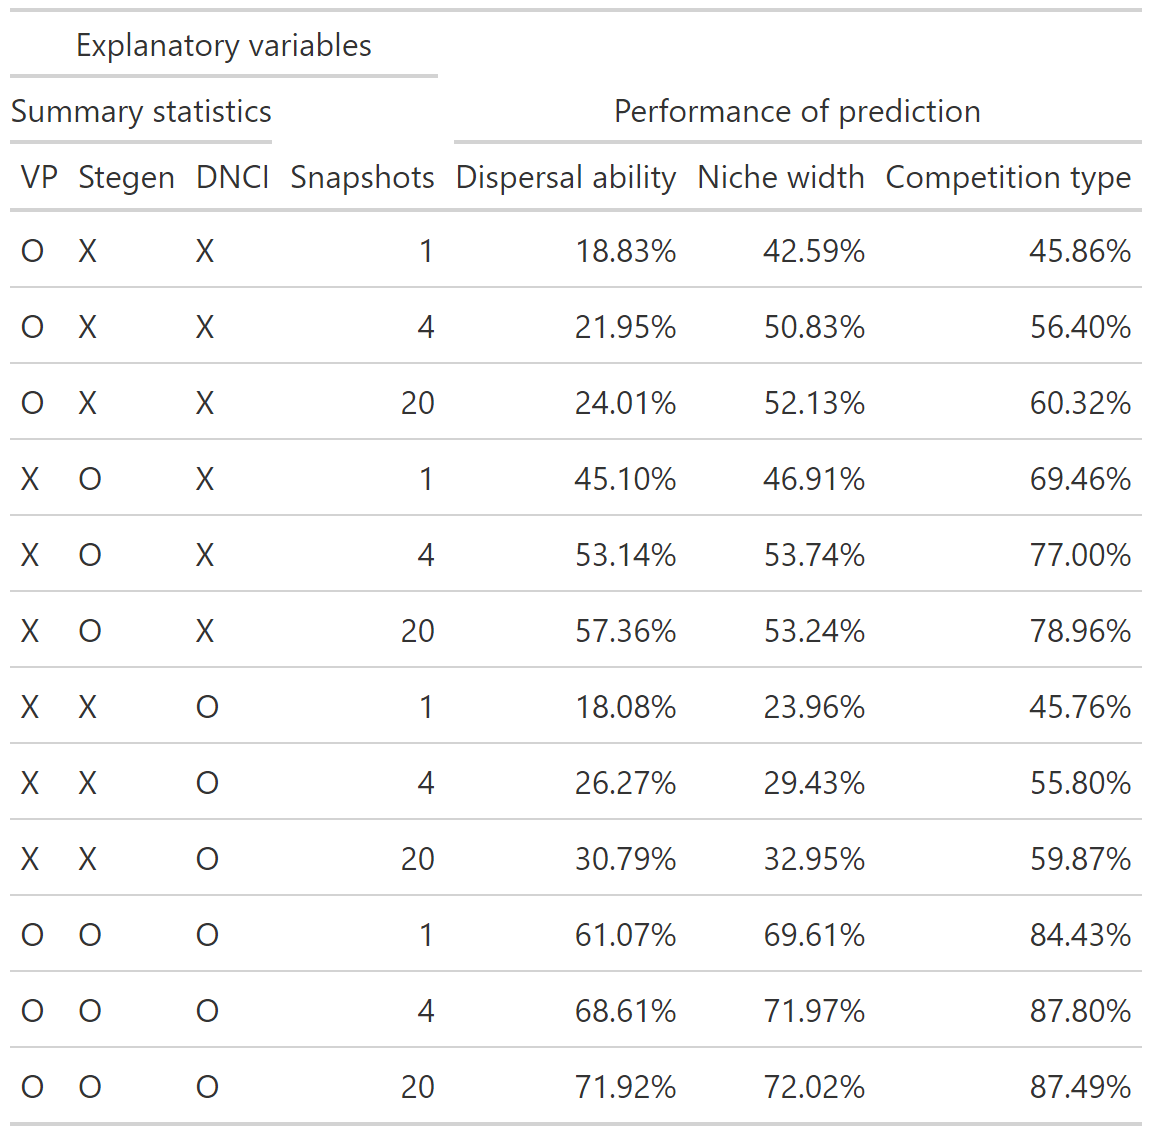 Explanatory variables
Summary statistics Performance of prediction
VP Stegen DNCI Snapshots Dispersal ability Niche width Competition type
O X X 1 18.83% 42.59% 45.86%
O X X 4 21.95% 50.83% 56.40%
O X X 20 24.01% 52.13% 60.32%
X O X 1 45.10% 46.91% 69.46%
X O X 4 53.14% 53.74% 77.00%
X O X 20 57.36% 53.24% 78.96%
X X O 1 18.08% 23.96% 45.76%
X X O 4 26.27% 29.43% 55.80%
X X O 20 30.79% 32.95% 59.87%
O O O 1 61.07% 69.61% 84.43%
O O O 4 68.61% 71.97% 87.80%
O O O 20 71.92% 72.02% 87.49%